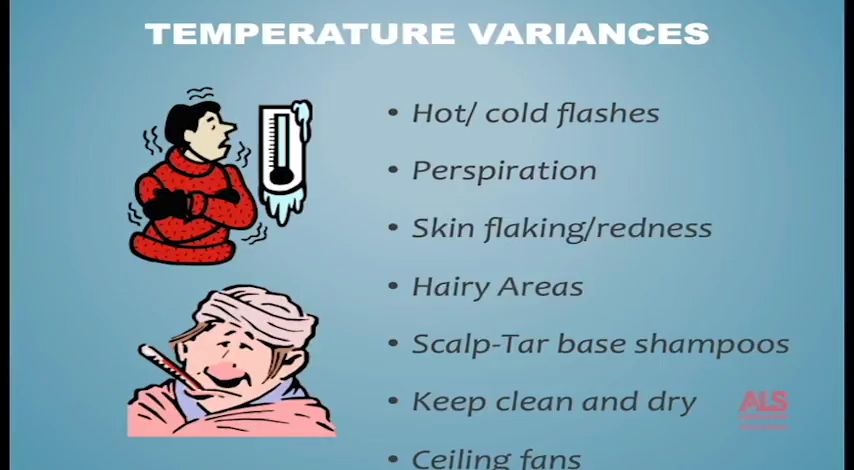 TEMPERATURE VARIANCES
• Hot/ cold flashes
• Perspiration
• Skin flaking/redness
• Hairy Areas
• Scalp-Tar base shampoos
• Keep clean and dry
ALS
• Ceiling fans